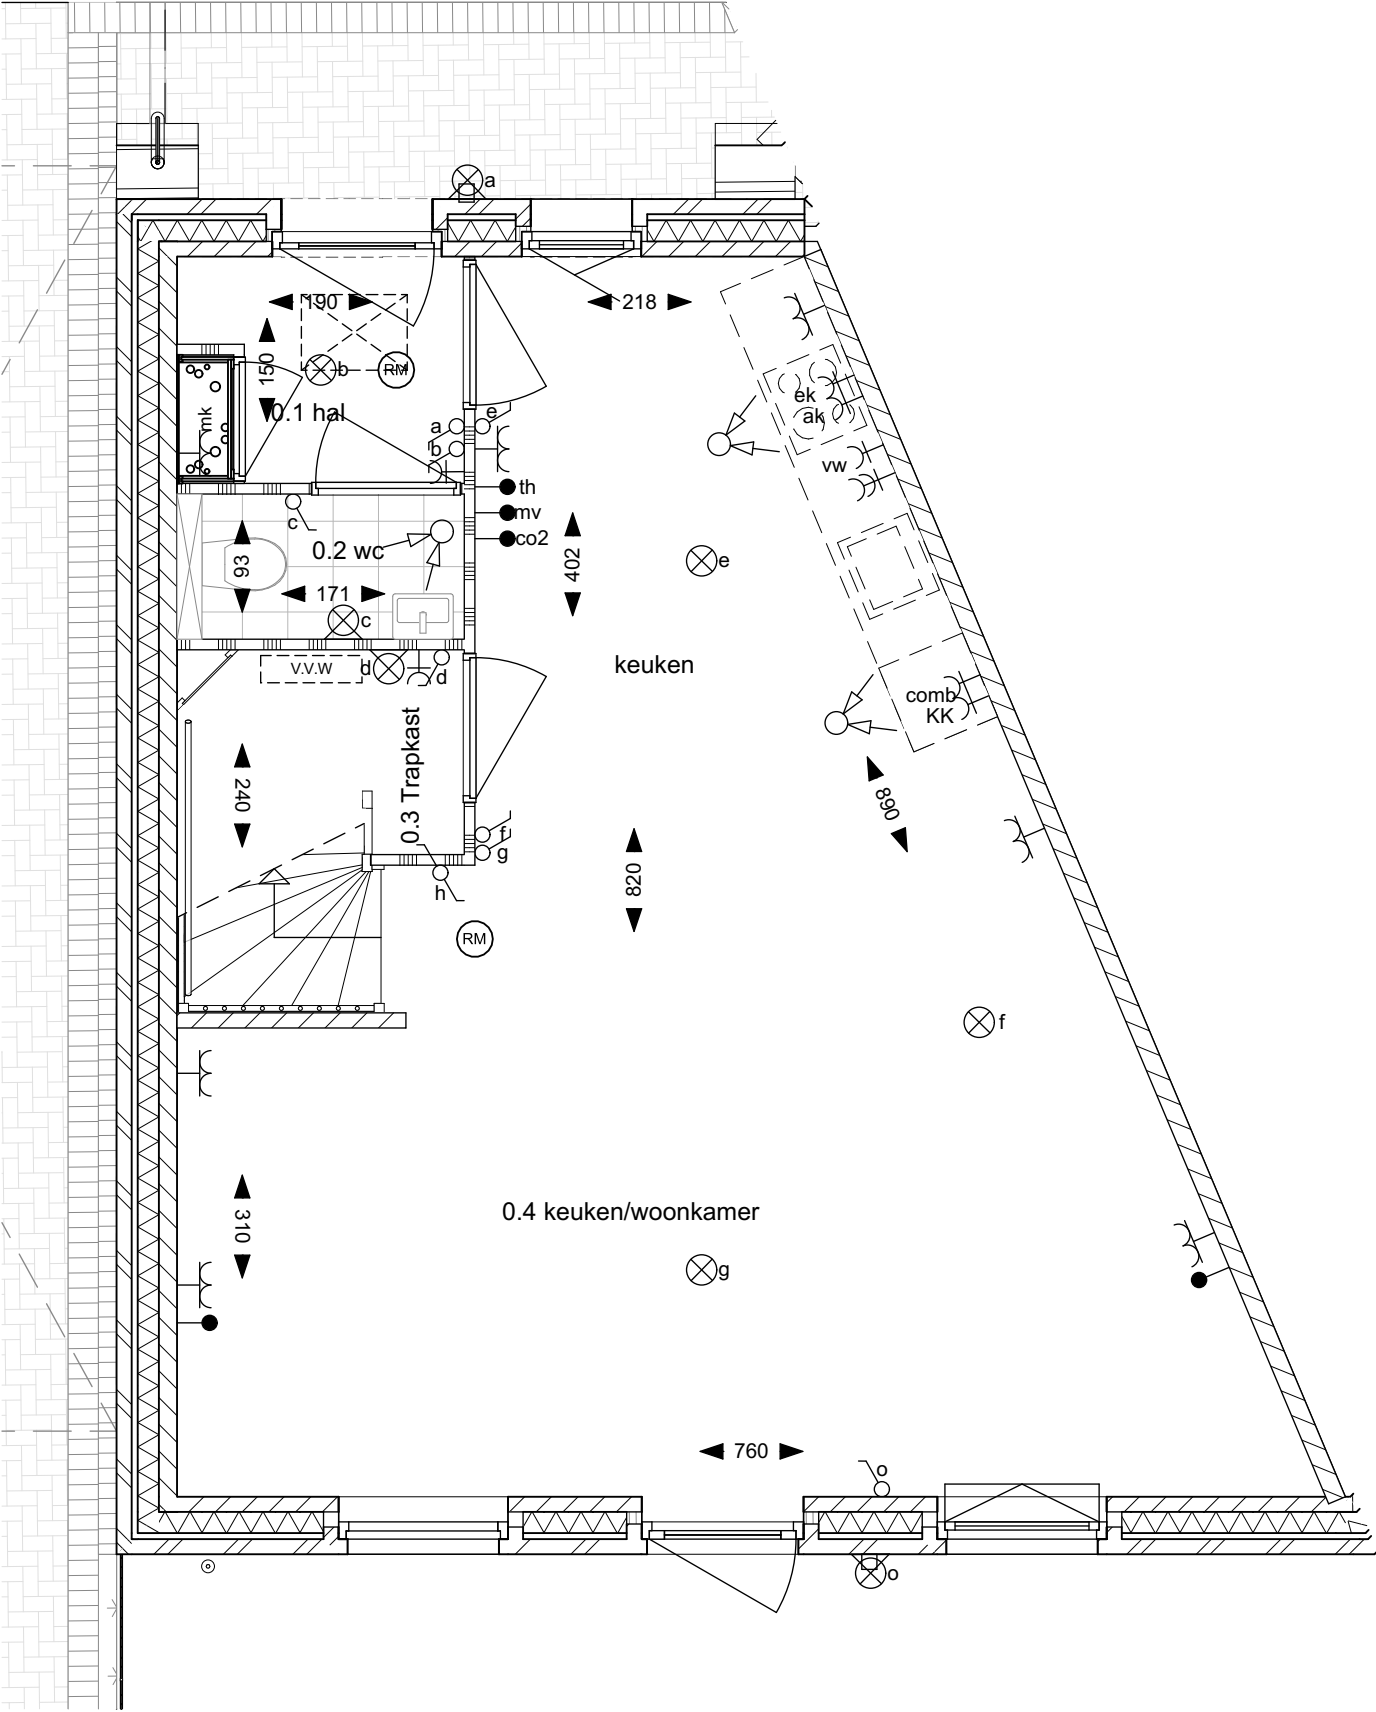 a
190
218
150
b
RM
ek
ak
mk
0.1 hal
a
e
b
vw
th
mv
co2
c
0.2 wc
93
171
402
e
c
keuken
V.V.W
d
d
comb
KK
0.3 Trapkast
240
890
f
g
820
h
RM
f
310
0.4 keuken/woonkamer
g
760
o
o